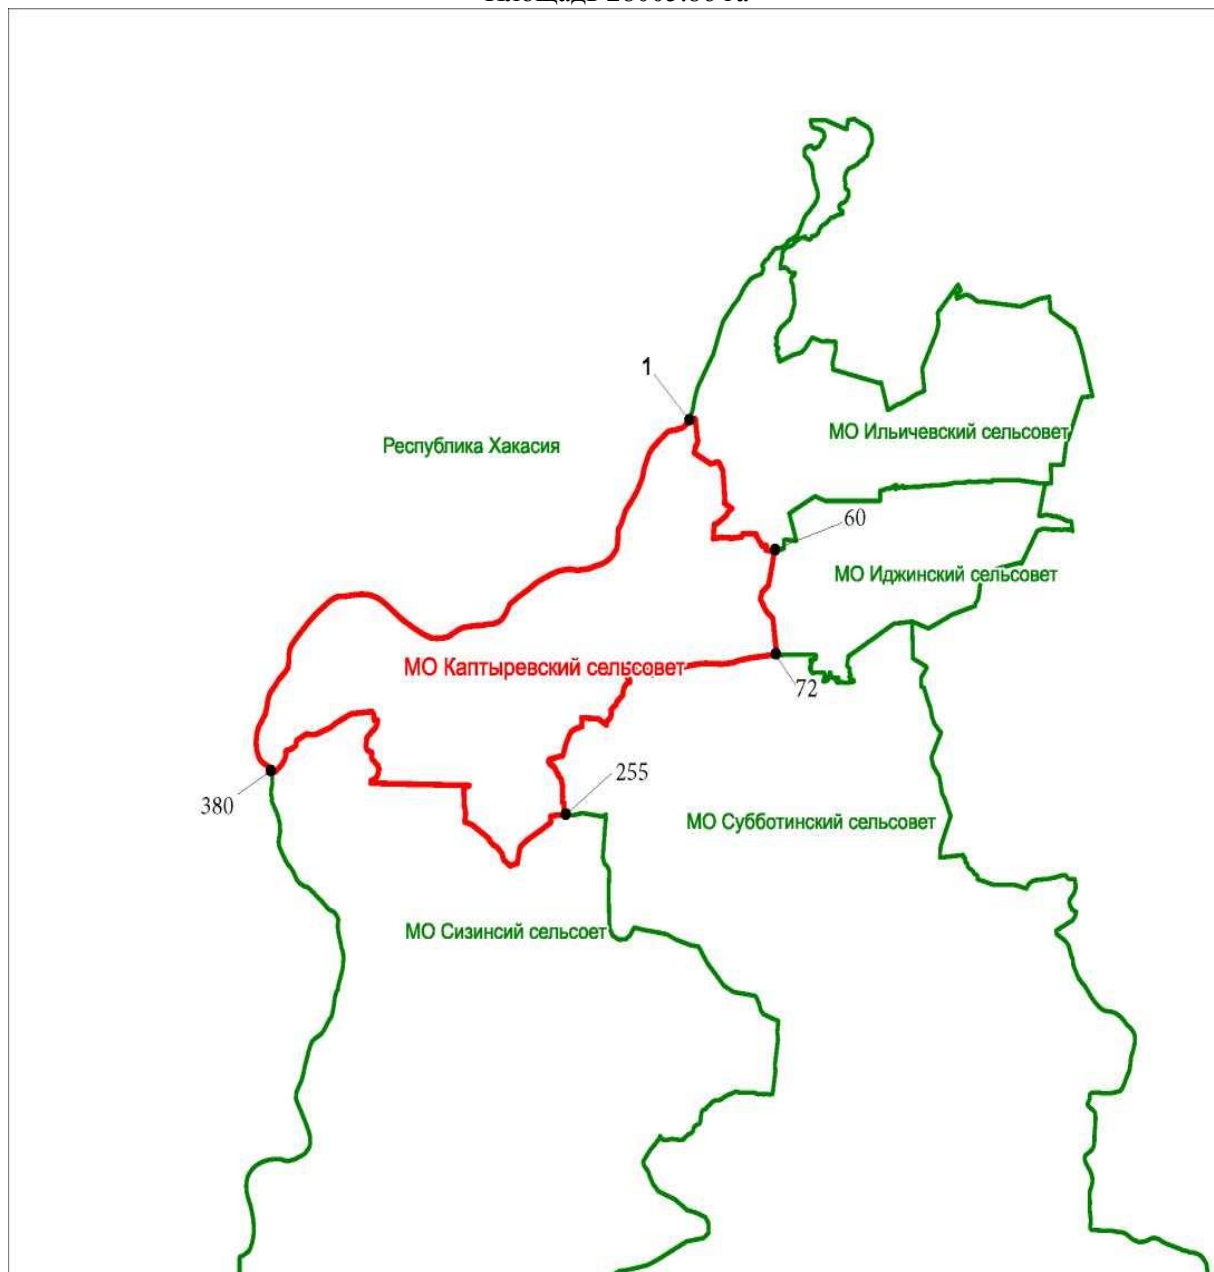 1
Республика Хакасия
МО Ильичевский сельсовет
60
МО Иджинский сельсовет
МО Каптыревский сельсовет
72
255
380
МО Субботинский сельсовет
МО Сизинсий сельсоет